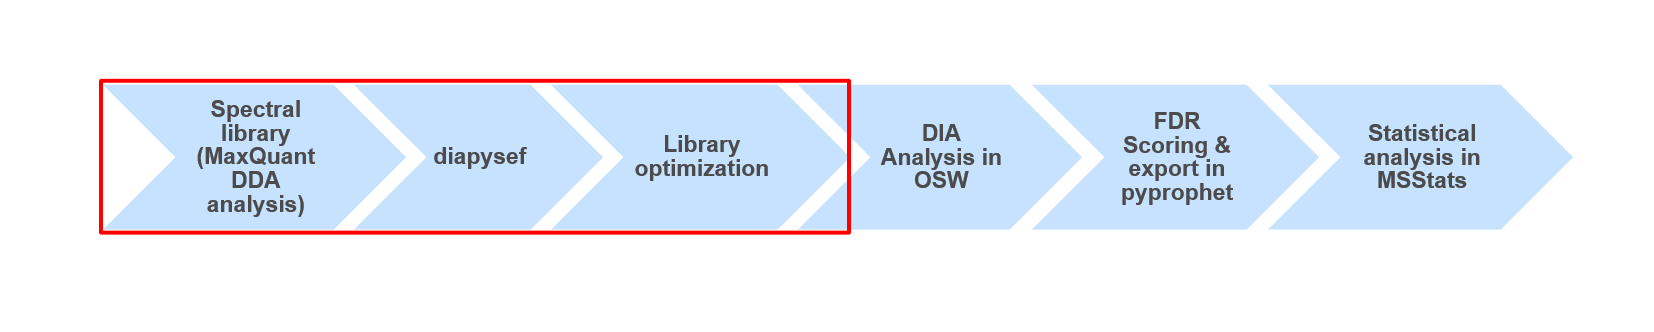 Spectral
library
(MaxQuant
DDA
analysis)
diapysef
Library
optimization
DIA
Analysis in
OSW
FDR
Scoring &
export in
pyprophet
Statistical
analysis in
MSStats